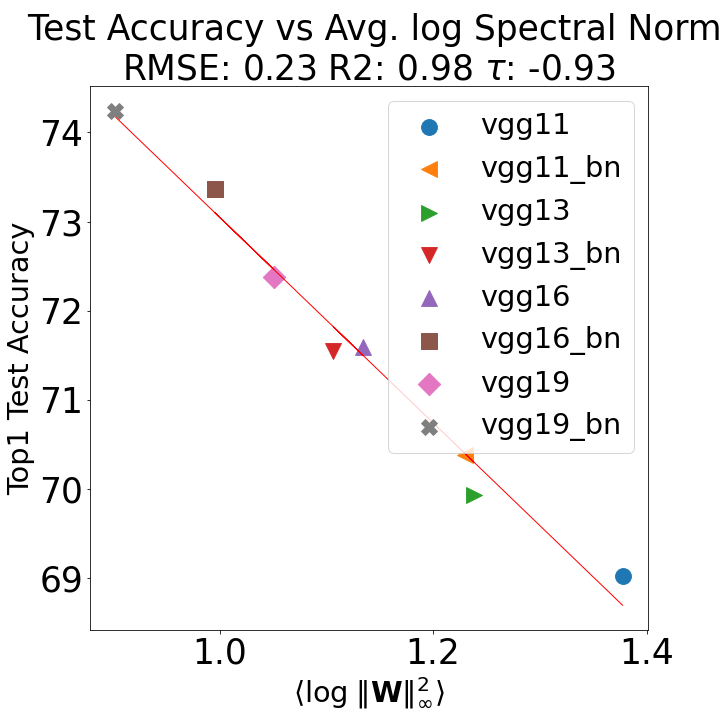 Test Accuracy vs Avg. log Spectral Norm
RMSE: 0.23 R2: 0.98 τ: -0.93
74
73
72
71
70
69
Top1 Test Accuracy
vgg11
vgg11_bn
vgg13
vgg13_bn
vgg16
vgg16_bn
vgg19
vgg19_bn
1.0 1.2 1.4
⟨log ∥W∥²∞⟩